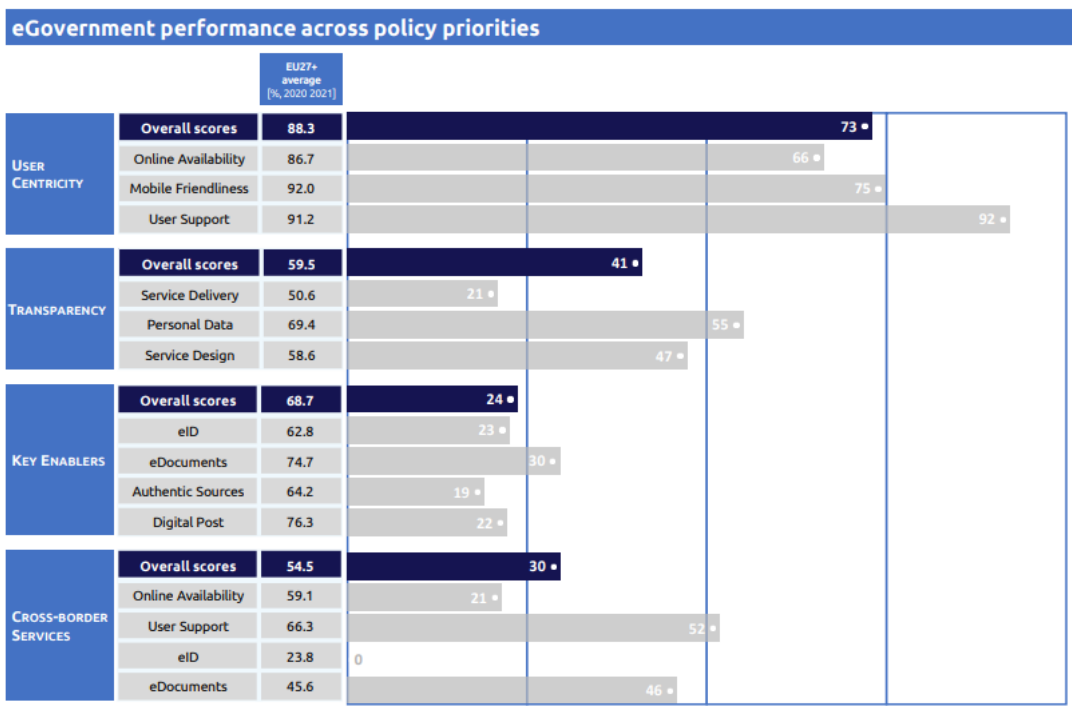 eGovernment performance across policy priorities
EU27+
average
[%, 2020 2021]
USER
CENTRICITY
Overall scores 88.3 73
Online Availability 86.7 66
Mobile Friendliness 92.0 75
User Support 91.2 92
TRANSPARENCY
Overall scores 59.5 41
Service Delivery 50.6 21
Personal Data 69.4 55
Service Design 58.6 47
KEY ENABLERS
Overall scores 68.7 24
eID 62.8 23
eDocuments 74.7 30
Authentic Sources 64.2 19
Digital Post 76.3 22
CROSS-BORDER
SERVICES
Overall scores 54.5 30
Online Availability 59.1 21
User Support 66.3 52
eID 23.8 0
eDocuments 45.6 46